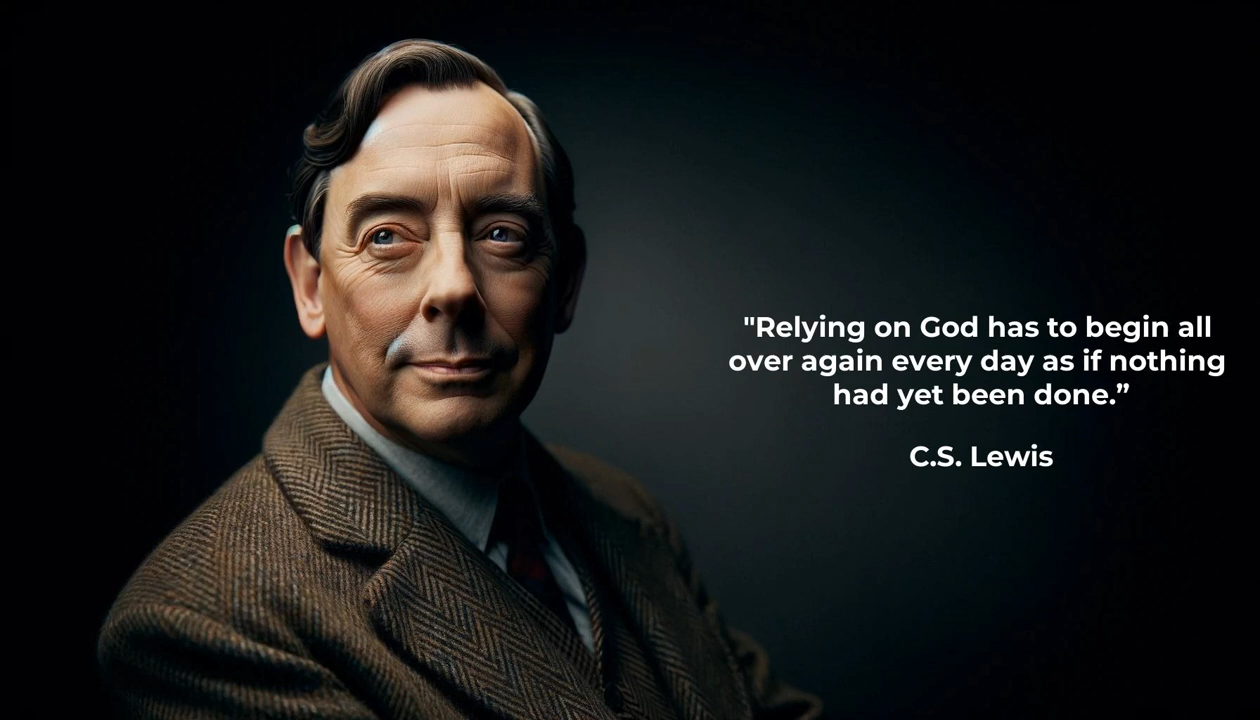 "Relying on God has to begin all
over again every day as if nothing
had yet been done.”
C.S. Lewis